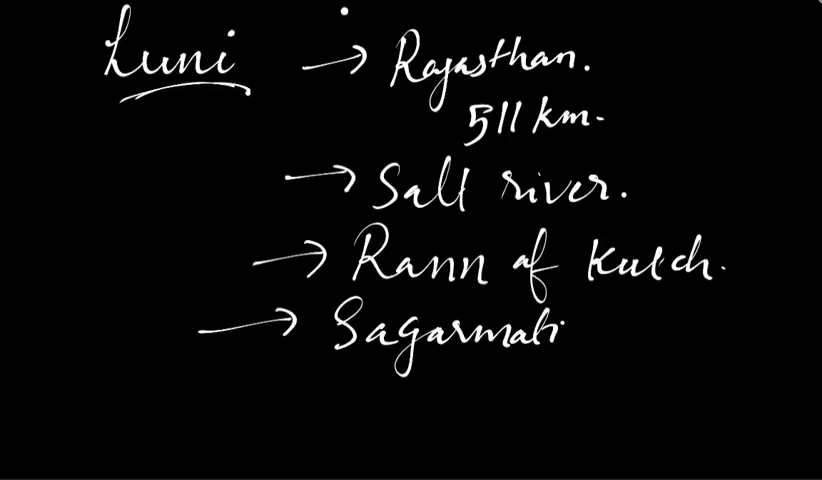 Luni → Rajasthan.
511 km.
→ Salt river.
→ Rann of Kutch.
→ Sagarmati